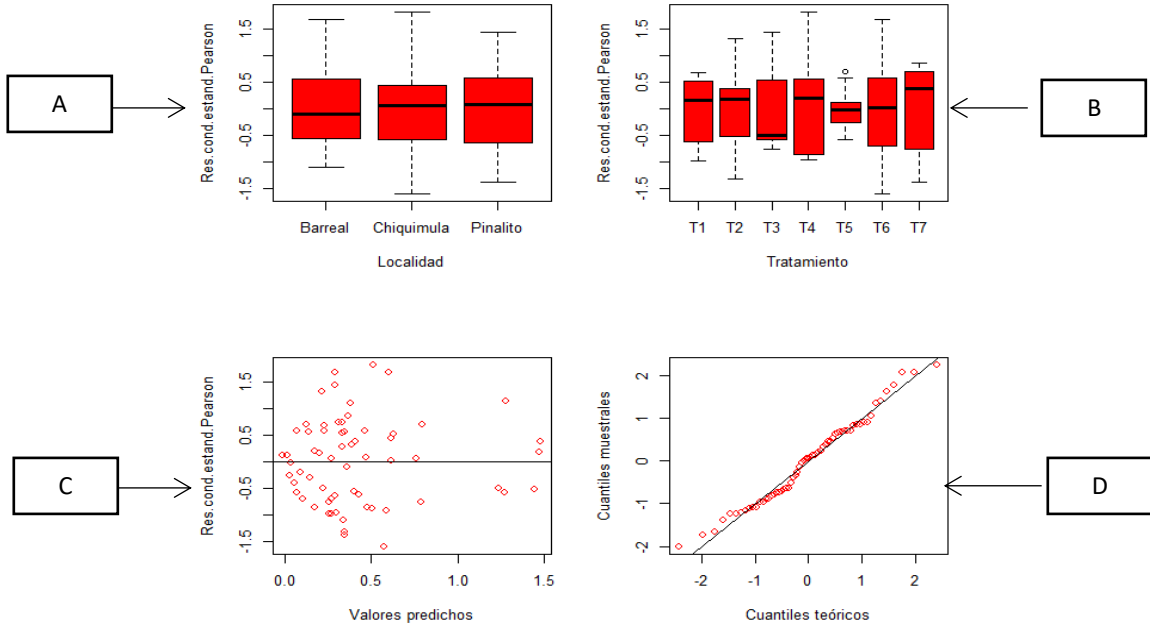 A
Res.cond.estand.Pearson
1.5
0.5
-0.5
-1.5
Barreal Chiquimula Pinalito
Localidad
Res.cond.estand.Pearson
1.5
0.5
-0.5
-1.5
T1 T2 T3 T4 T5 T6 T7
Tratamiento
B
C
Res.cond.estand.Pearson
1.5
0.5
-0.5
-1.5
0.0 0.5 1.0 1.5
Valores predichos
Cuantiles muestrales
2
1
0
-1
-2
-2 -1 0 1 2
Cuantiles teóricos
D